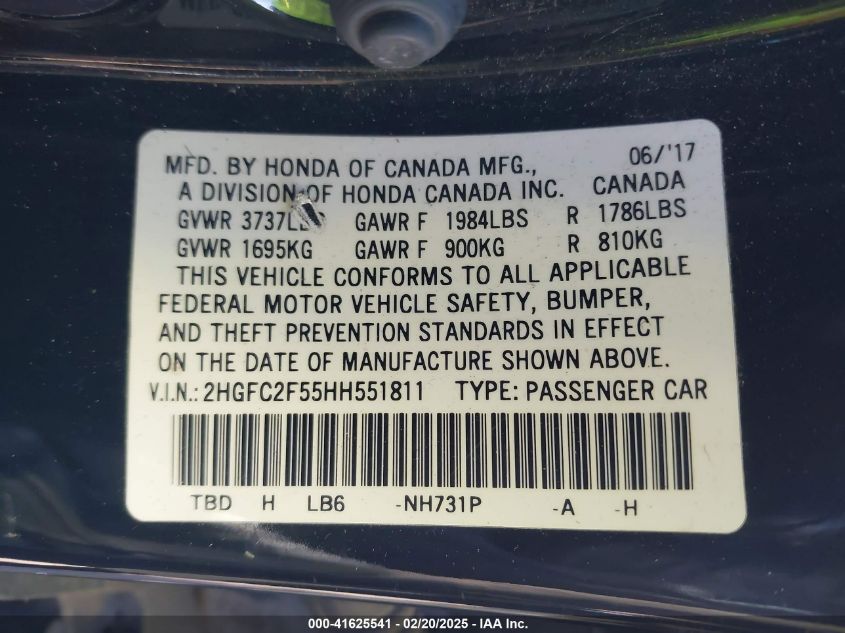 MFD. BY HONDA OF CANADA MFG., 06/'17
A DIVISION OF HONDA CANADA INC. CANADA
GVWR 3737LBS GAWR F 1984LBS R 1786LBS
GVWR 1695KG GAWR F 900KG R 810KG
THIS VEHICLE CONFORMS TO ALL APPLICABLE
FEDERAL MOTOR VEHICLE SAFETY, BUMPER,
AND THEFT PREVENTION STANDARDS IN EFFECT
ON THE DATE OF MANUFACTURE SHOWN ABOVE.
V.I.N.: 2HGFC2F55HH551811 TYPE: PASSENGER CAR
TBD H LB6 -NH731P -A -H
000-41625541 - 02/20/2025 - IAA Inc.